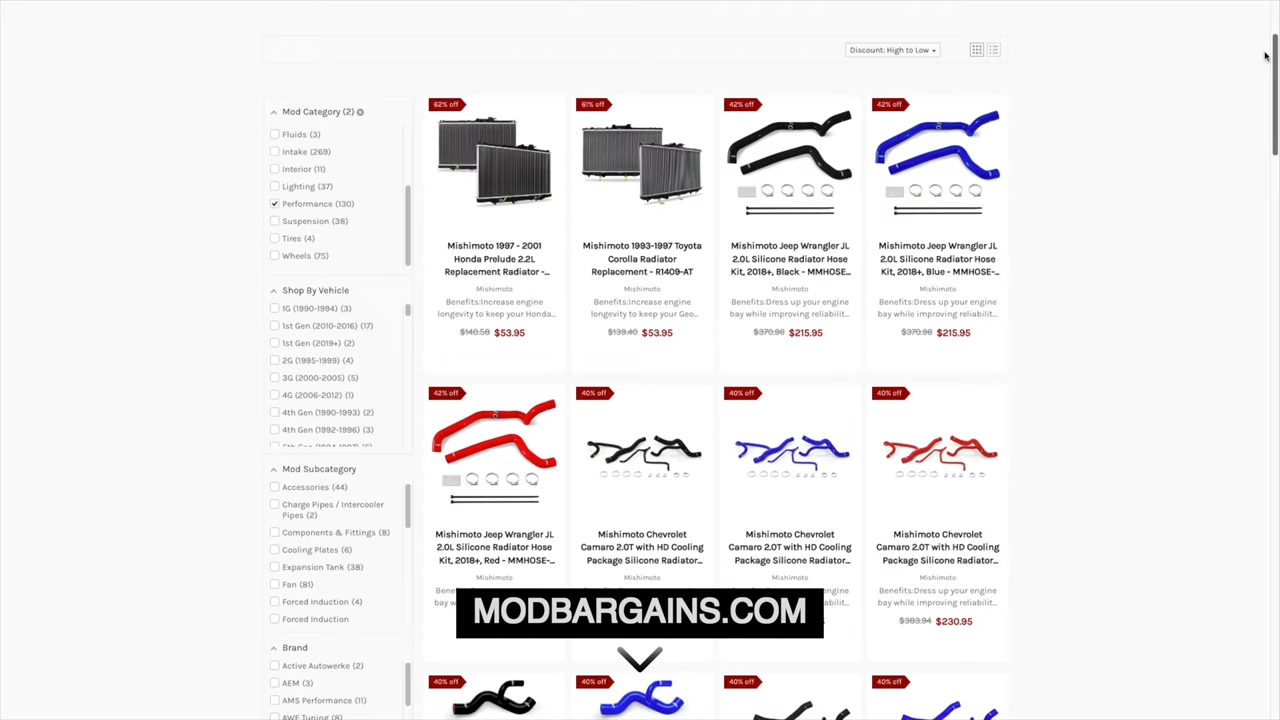 Discount: High to Low
Mod Category (2)
Fluids (3)
Intake (269)
Interior (11)
Lighting (37)
Performance (130)
Suspension (38)
Tires (4)
Wheels (75)
Shop By Vehicle
1G (1990-1994) (3)
1st Gen (2010-2016) (17)
1st Gen (2019+) (2)
2G (1995-1999) (4)
3G (2000-2005) (5)
4G (2006-2012) (1)
4th Gen (1990-1993) (2)
4th Gen (1992-1996) (3)
Mod Subcategory
Accessories (44)
Charge Pipes / Intercooler
Pipes (2)
Components & Fittings (8)
Cooling Plates (6)
Expansion Tank (38)
Fan (81)
Forced Induction (4)
Forced Induction
Brand
Active Autowerke (2)
AEM (3)
AMS Performance (11)
AWE Tuning (8)
62% off
Mishimoto 1997 - 2001
Honda Prelude 2.2L
Replacement Radiator -...
Mishimoto
Benefits:Increase engine
longevity to keep your Honda...
$140.58 $53.95
61% off
Mishimoto 1993-1997 Toyota
Corolla Radiator
Replacement - R1409-AT
Mishimoto
Benefits:Increase engine
longevity to keep your Geo...
$139.40 $53.95
42% off
Mishimoto Jeep Wrangler JL
2.0L Silicone Radiator Hose
Kit, 2018+, Black - MMHOSE...
Mishimoto
Benefits:Dress up your engine
bay while improving reliabilit...
$370.96 $215.95
42% off
Mishimoto Jeep Wrangler JL
2.0L Silicone Radiator Hose
Kit, 2018+, Blue - MMHOSE-...
Mishimoto
Benefits:Dress up your engine
bay while improving reliabilit...
$370.96 $215.95
42% off
Mishimoto Jeep Wrangler JL
2.0L Silicone Radiator Hose
Kit, 2018+, Red - MMHOSE-...
Mishimoto
40% off
Mishimoto Chevrolet
Camaro 2.0T with HD Cooling
Package Silicone Radiator...
Mishimoto
40% off
Mishimoto Chevrolet
Camaro 2.0T with HD Cooling
Package Silicone Radiator...
Mishimoto
40% off
Mishimoto Chevrolet
Camaro 2.0T with HD Cooling
Package Silicone Radiator...
Mishimoto
Benefits:Dress up your engine
bay while improving reliabilit...
$383.94 $230.95
MODBARGAINS.COM
40% off
40% off
40% off
40% off